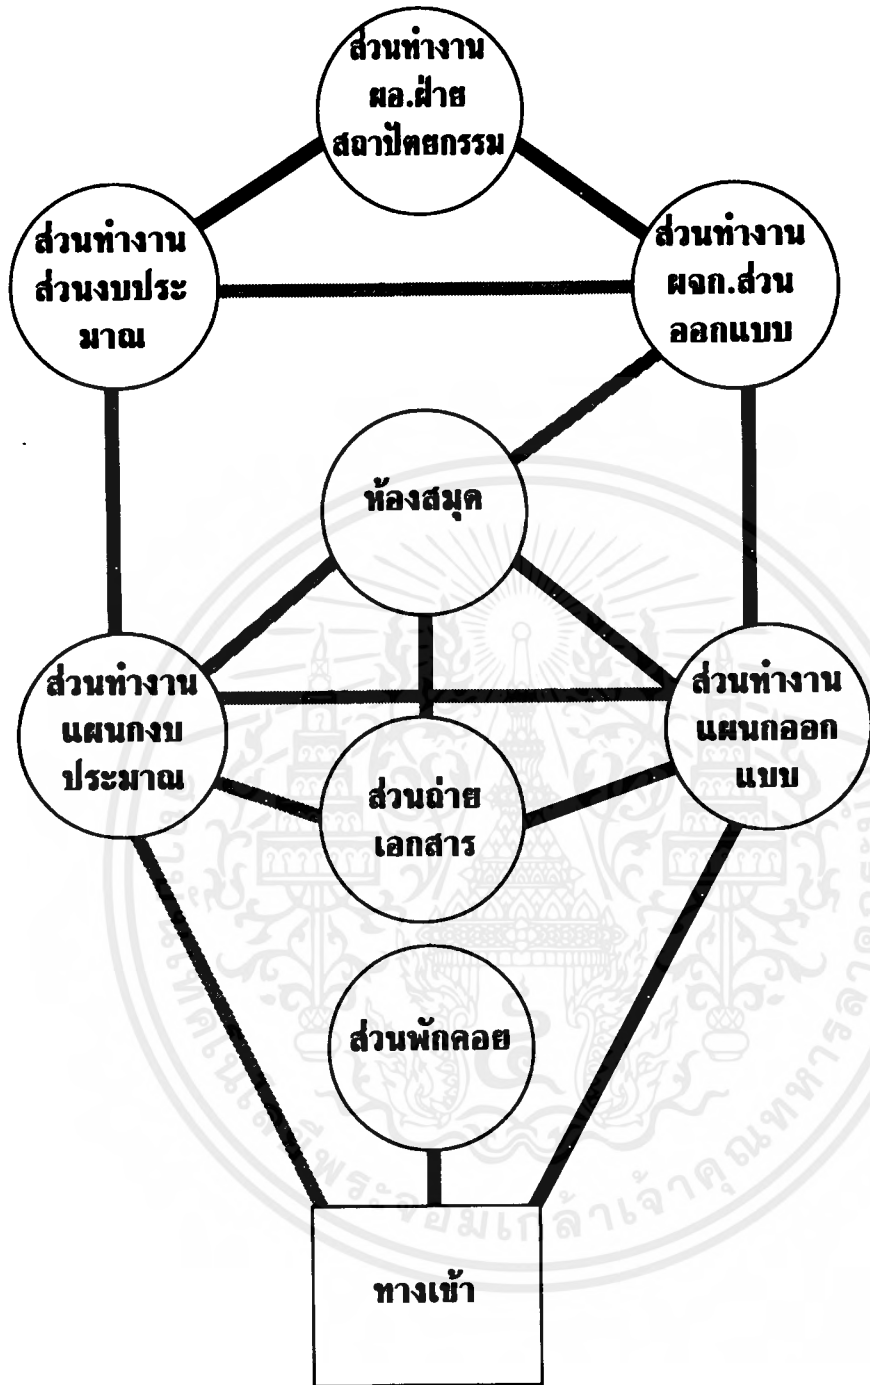 ส่วนทำงาน
ผอ.ฝ่าย
สถาปัตยกรรม
ส่วนทำงาน
ส่วนงบประ
มาณ
ส่วนทำงาน
ผจก.ส่วน
ออกแบบ
ห้องสมุด
ส่วนทำงาน
แผนกงบ
ประมาณ
ส่วนทำงาน
แผนกออก
แบบ
ส่วนถ่าย
เอกสาร
ส่วนพักคอย
ทางเข้า